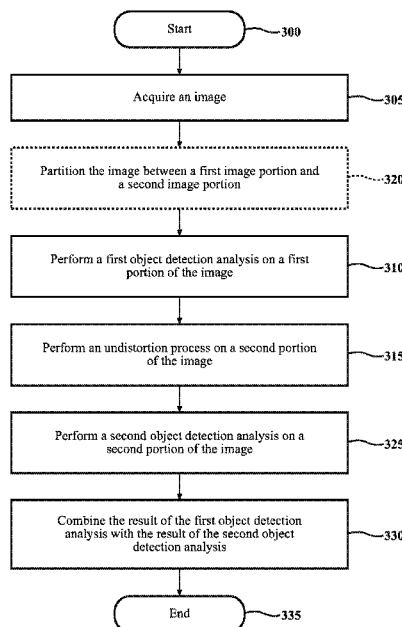 Start
300
Acquire an image
305
Partition the image between a first image portion and
a second image portion
320
Perform a first object detection analysis on a first
portion of the image
310
Perform an undistortion process on a second portion
of the image
315
Perform a second object detection analysis on a
second portion of the image
325
Combine the result of the first object detection
analysis with the result of the second object
detection analysis
330
End
335